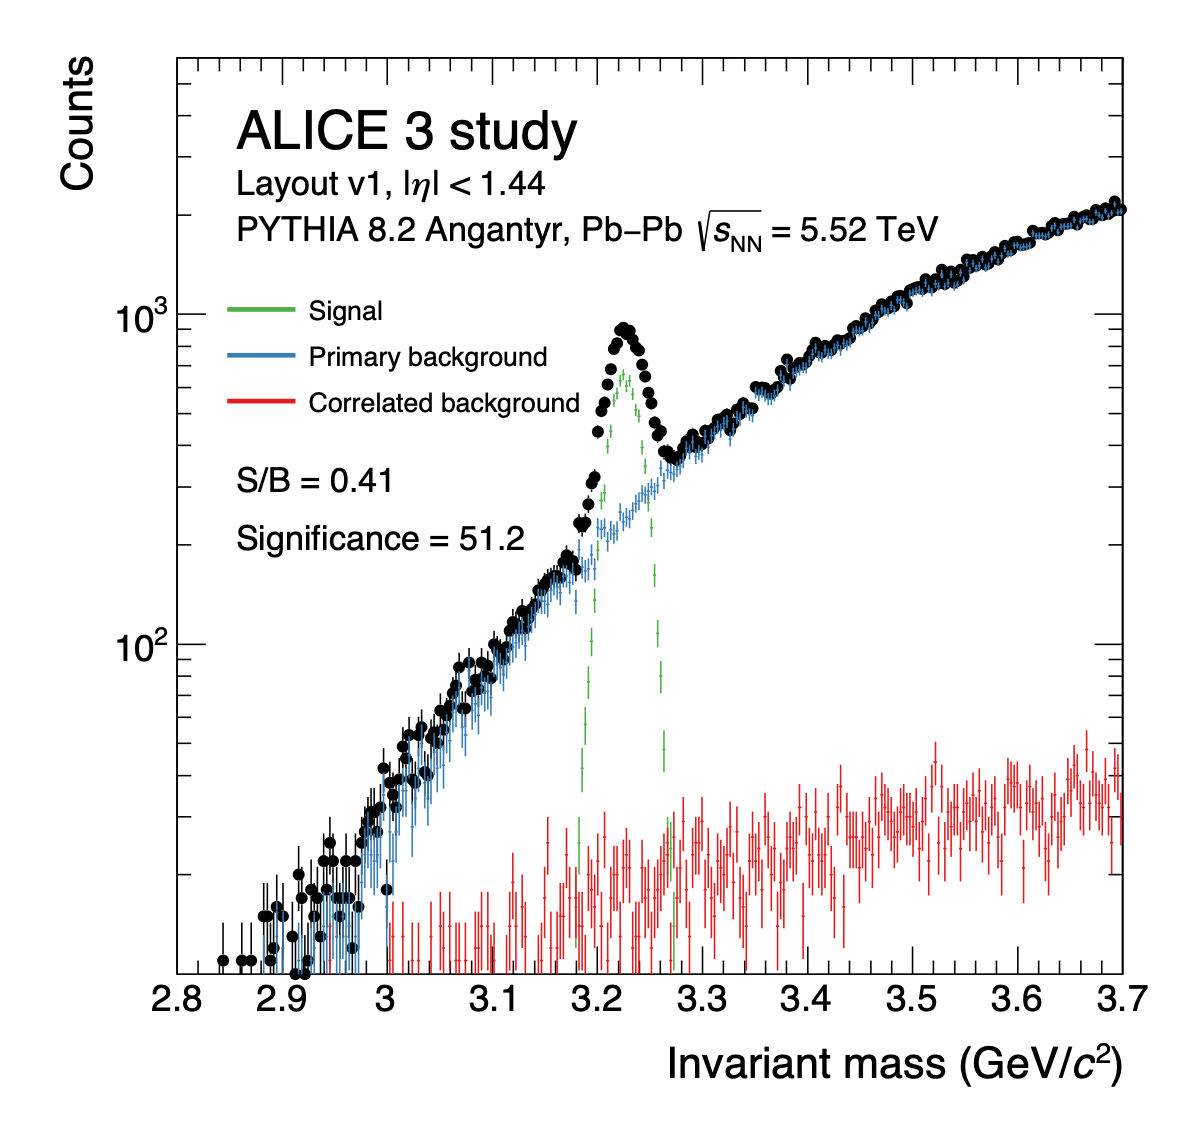 Counts
ALICE 3 study
Layout v1, |η| < 1.44
PYTHIA 8.2 Angantyr, Pb−Pb √sNN = 5.52 TeV
Signal
Primary background
Correlated background
S/B = 0.41
Significance = 51.2
10³
10²
2.8 2.9 3 3.1 3.2 3.3 3.4 3.5 3.6 3.7
Invariant mass (GeV/c²)